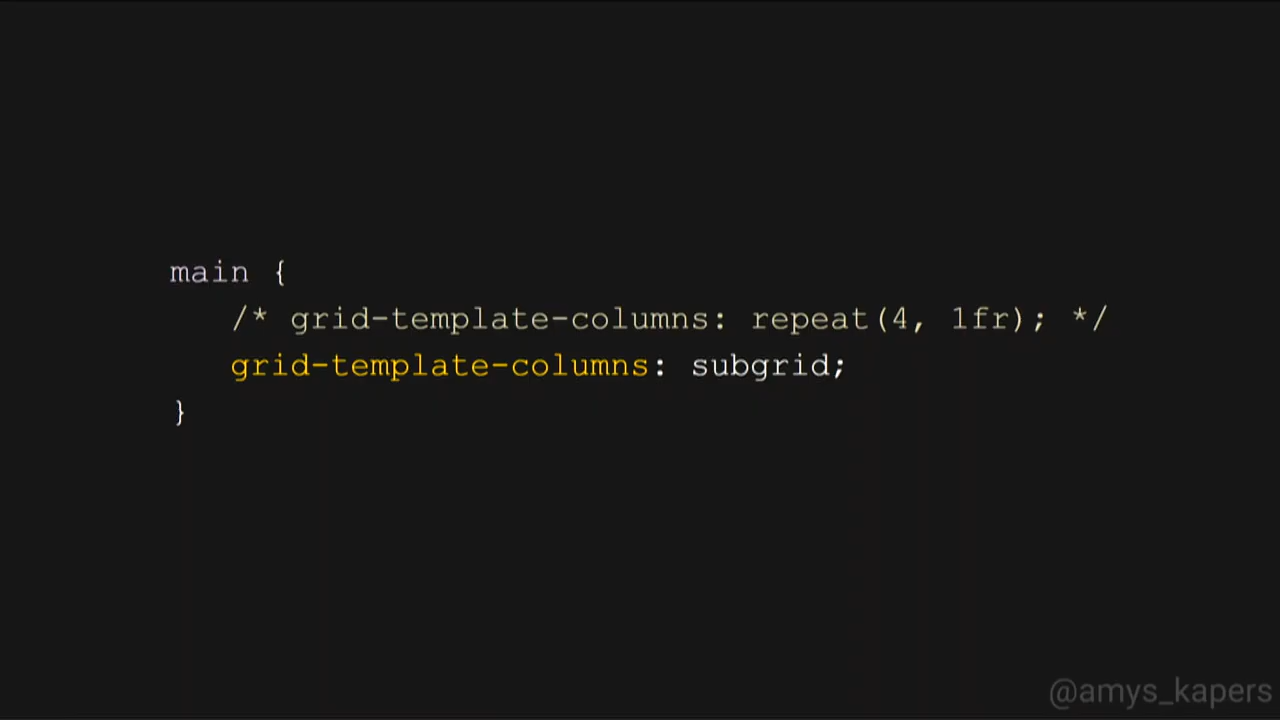 main {
/* grid-template-columns: repeat(4, 1fr); */
grid-template-columns: subgrid;
}
@amys_kapers